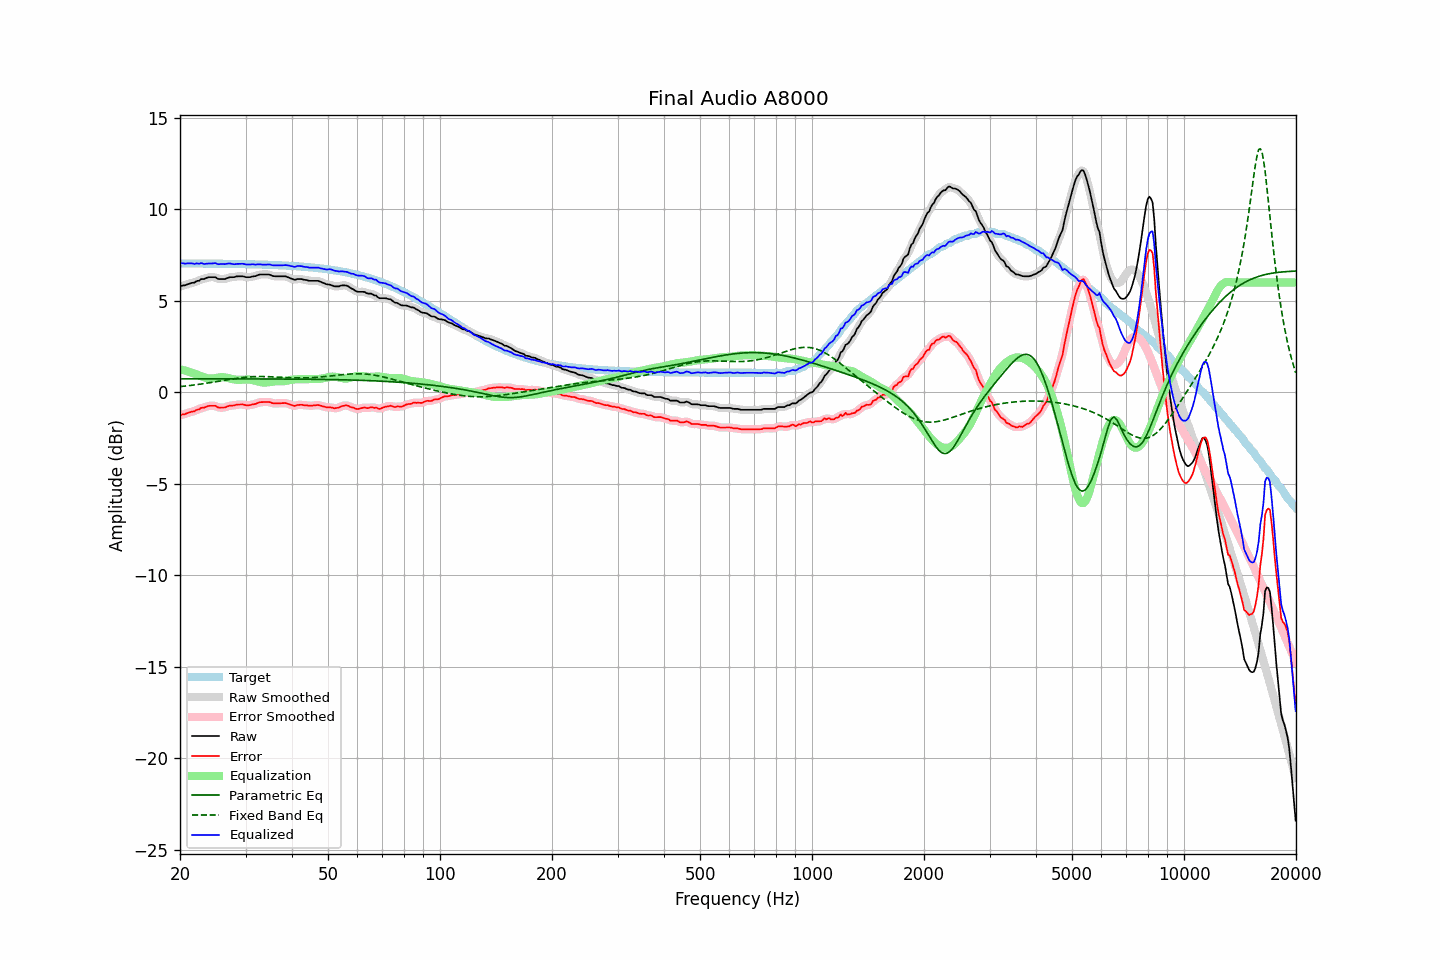 Final Audio A8000
15
10
5
0
−5
−10
−15
−20
−25
Amplitude (dBr)
Target
Raw Smoothed
Error Smoothed
Raw
Error
Equalization
Parametric Eq
Fixed Band Eq
Equalized
20 50 100 200 500 1000 2000 5000 10000 20000
Frequency (Hz)